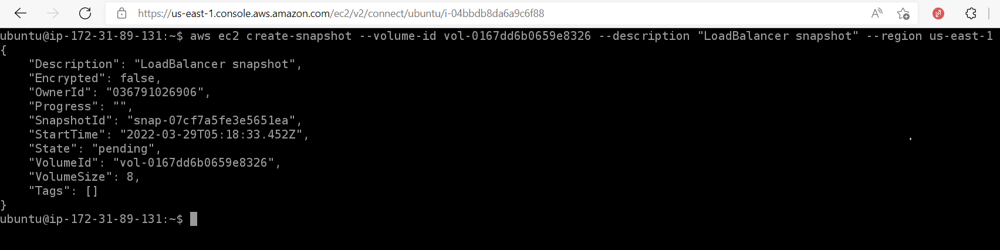 https://us-east-1.console.aws.amazon.com/ec2/v2/connect/ubuntu/i-04bbdb8da6a9c6f88
ubuntu@ip-172-31-89-131:~$ aws ec2 create-snapshot --volume-id vol-0167dd6b0659e8326 --description "LoadBalancer snapshot" --region us-east-1
{
    "Description": "LoadBalancer snapshot",
    "Encrypted": false,
    "OwnerId": "036791026906",
    "Progress": "",
    "SnapshotId": "snap-07cf7a5fe3e5651ea",
    "StartTime": "2022-03-29T05:18:33.452Z",
    "State": "pending",
    "VolumeId": "vol-0167dd6b0659e8326",
    "VolumeSize": 8,
    "Tags": []
}
ubuntu@ip-172-31-89-131:~$